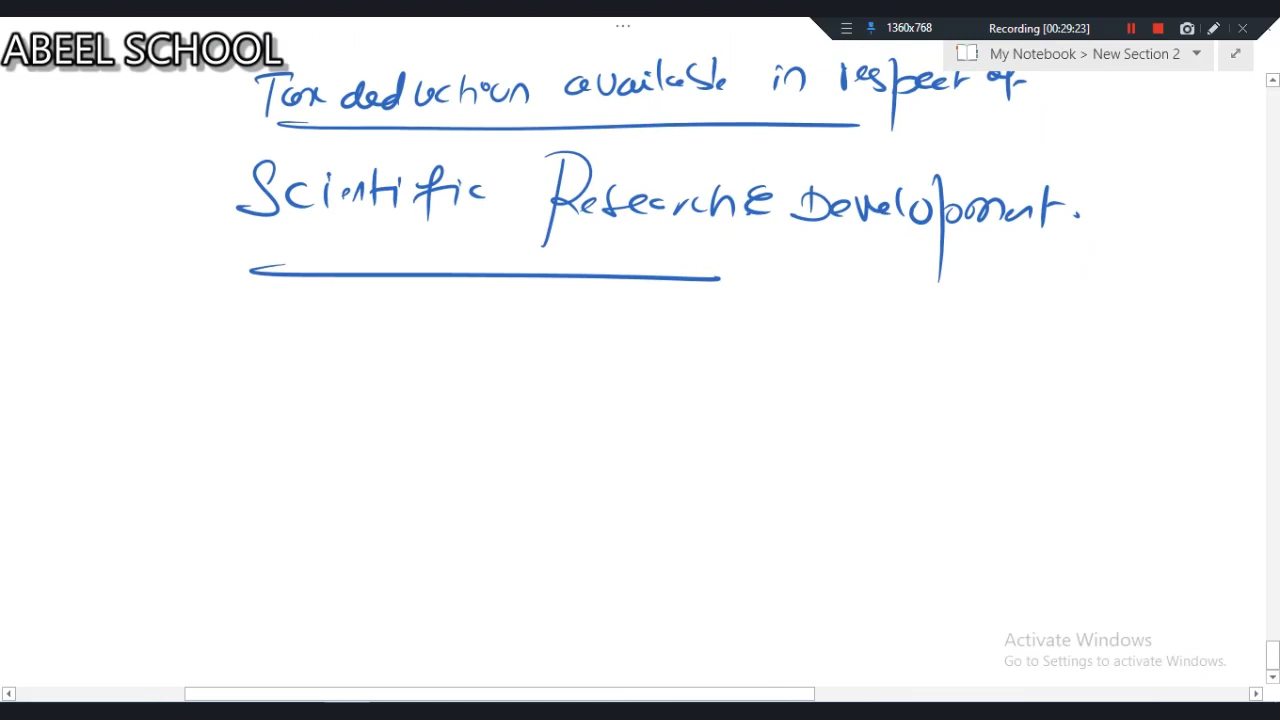 ABEEL SCHOOL
1360x768
Recording [00:29:23]
My Notebook > New Section 2
Tax deduction available in respect of
Scientific Research & Development.
Activate Windows
Go to Settings to activate Windows.